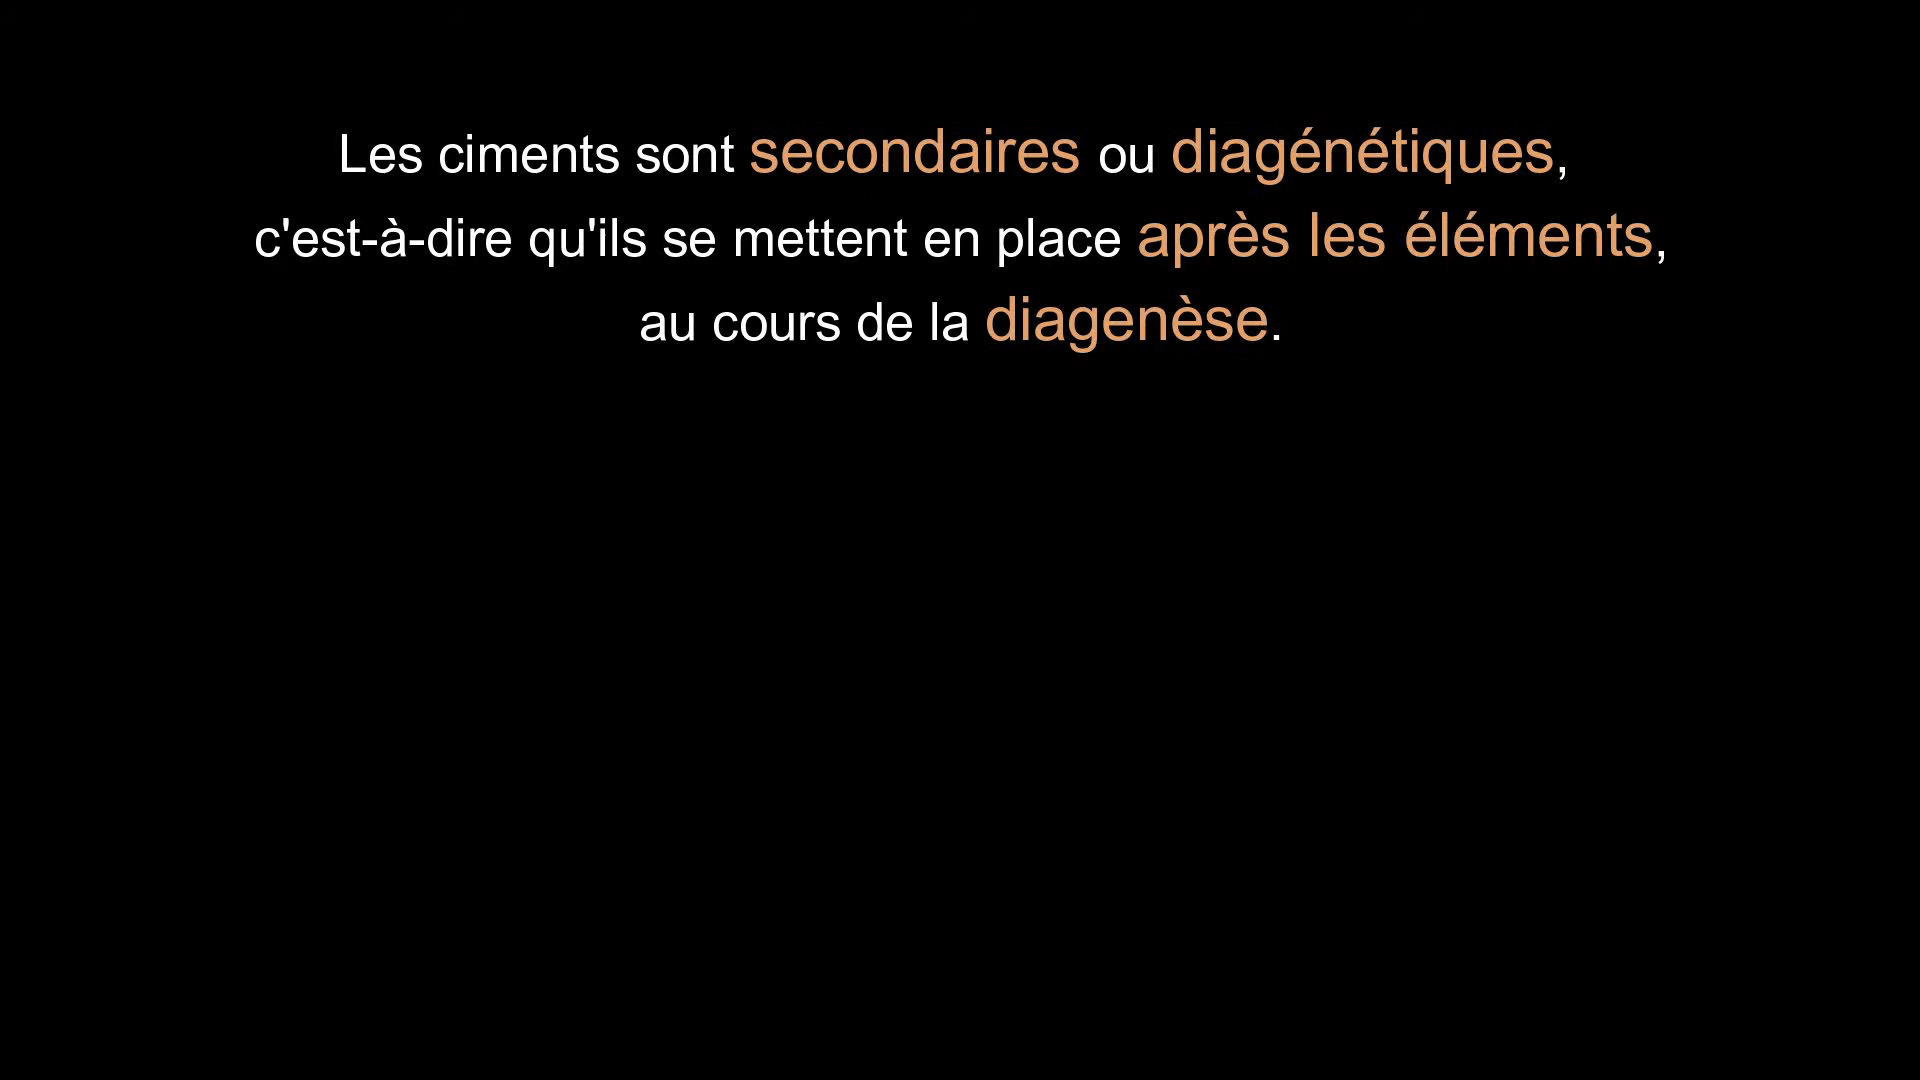 Les ciments sont secondaires ou diagénétiques,
c'est-à-dire qu'ils se mettent en place après les éléments,
au cours de la diagenèse.